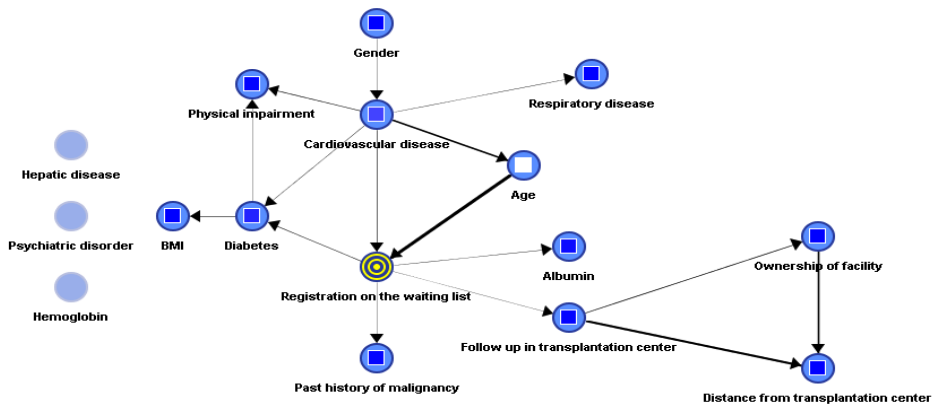 Gender
Physical impairment
Respiratory disease
Cardiovascular disease
Hepatic disease
Age
Psychiatric disorder
BMI
Diabetes
Ownership of facility
Albumin
Registration on the waiting list
Hemoglobin
Follow up in transplantation center
Past history of malignancy
Distance from transplantation center